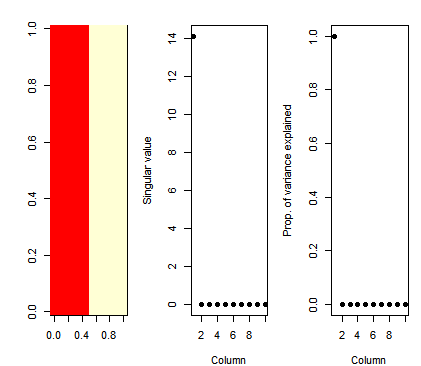 0.0 0.2 0.4 0.6 0.8 1.0
0.0 0.4 0.8
Singular value
0 2 4 6 8 10 12 14
2 4 6 8
Column
Prop. of variance explained
0.0 0.2 0.4 0.6 0.8 1.0
2 4 6 8
Column